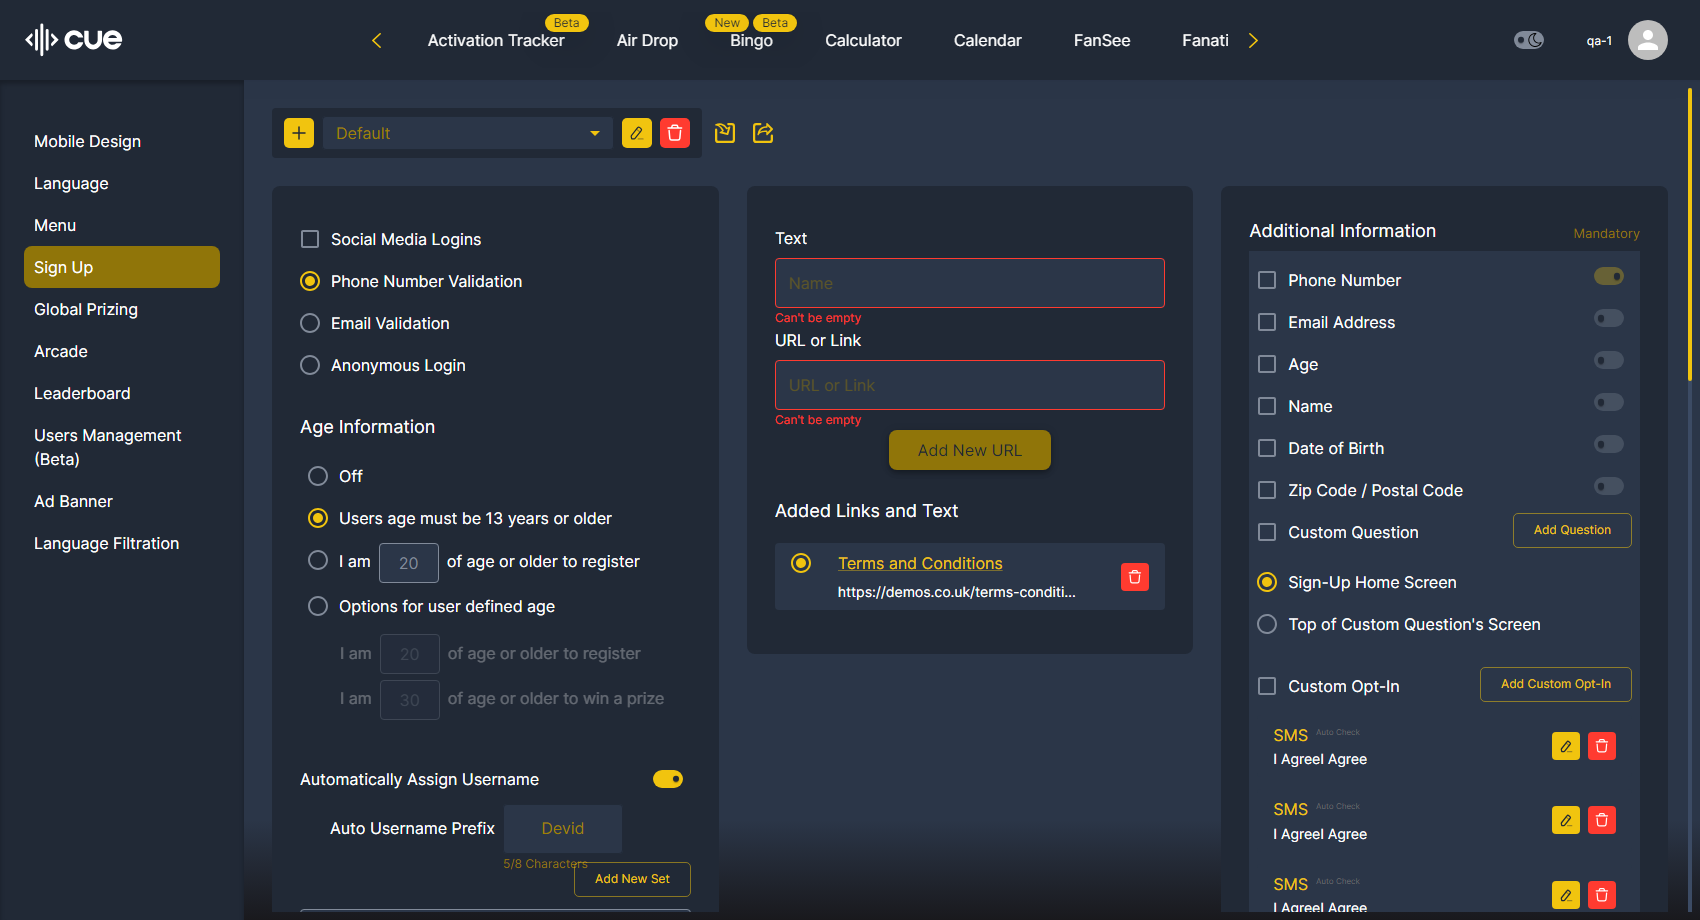 cue
Beta
New
Beta
Activation Tracker
Air Drop
Bingo
Calculator
Calendar
FanSee
Fanati
qa-1
Mobile Design
Language
Menu
Sign Up
Global Prizing
Arcade
Leaderboard
Users Management
(Beta)
Ad Banner
Language Filtration
Default
Social Media Logins
Phone Number Validation
Email Validation
Anonymous Login
Age Information
Off
Users age must be 13 years or older
I am 20 of age or older to register
Options for user defined age
I am 20 of age or older to register
I am 30 of age or older to win a prize
Automatically Assign Username
Auto Username Prefix Devid
5/8 Characters
Add New Set
Text
Name
Can't be empty
URL or Link
URL or Link
Can't be empty
Add New URL
Added Links and Text
Terms and Conditions
https://demos.co.uk/terms-conditi...
Additional Information Mandatory
Phone Number
Email Address
Age
Name
Date of Birth
Zip Code / Postal Code
Custom Question Add Question
Sign-Up Home Screen
Top of Custom Question's Screen
Custom Opt-In Add Custom Opt-In
SMS Auto Check
I AgreeI Agree
SMS Auto Check
I AgreeI Agree
SMS Auto Check
I AgreeI Agree